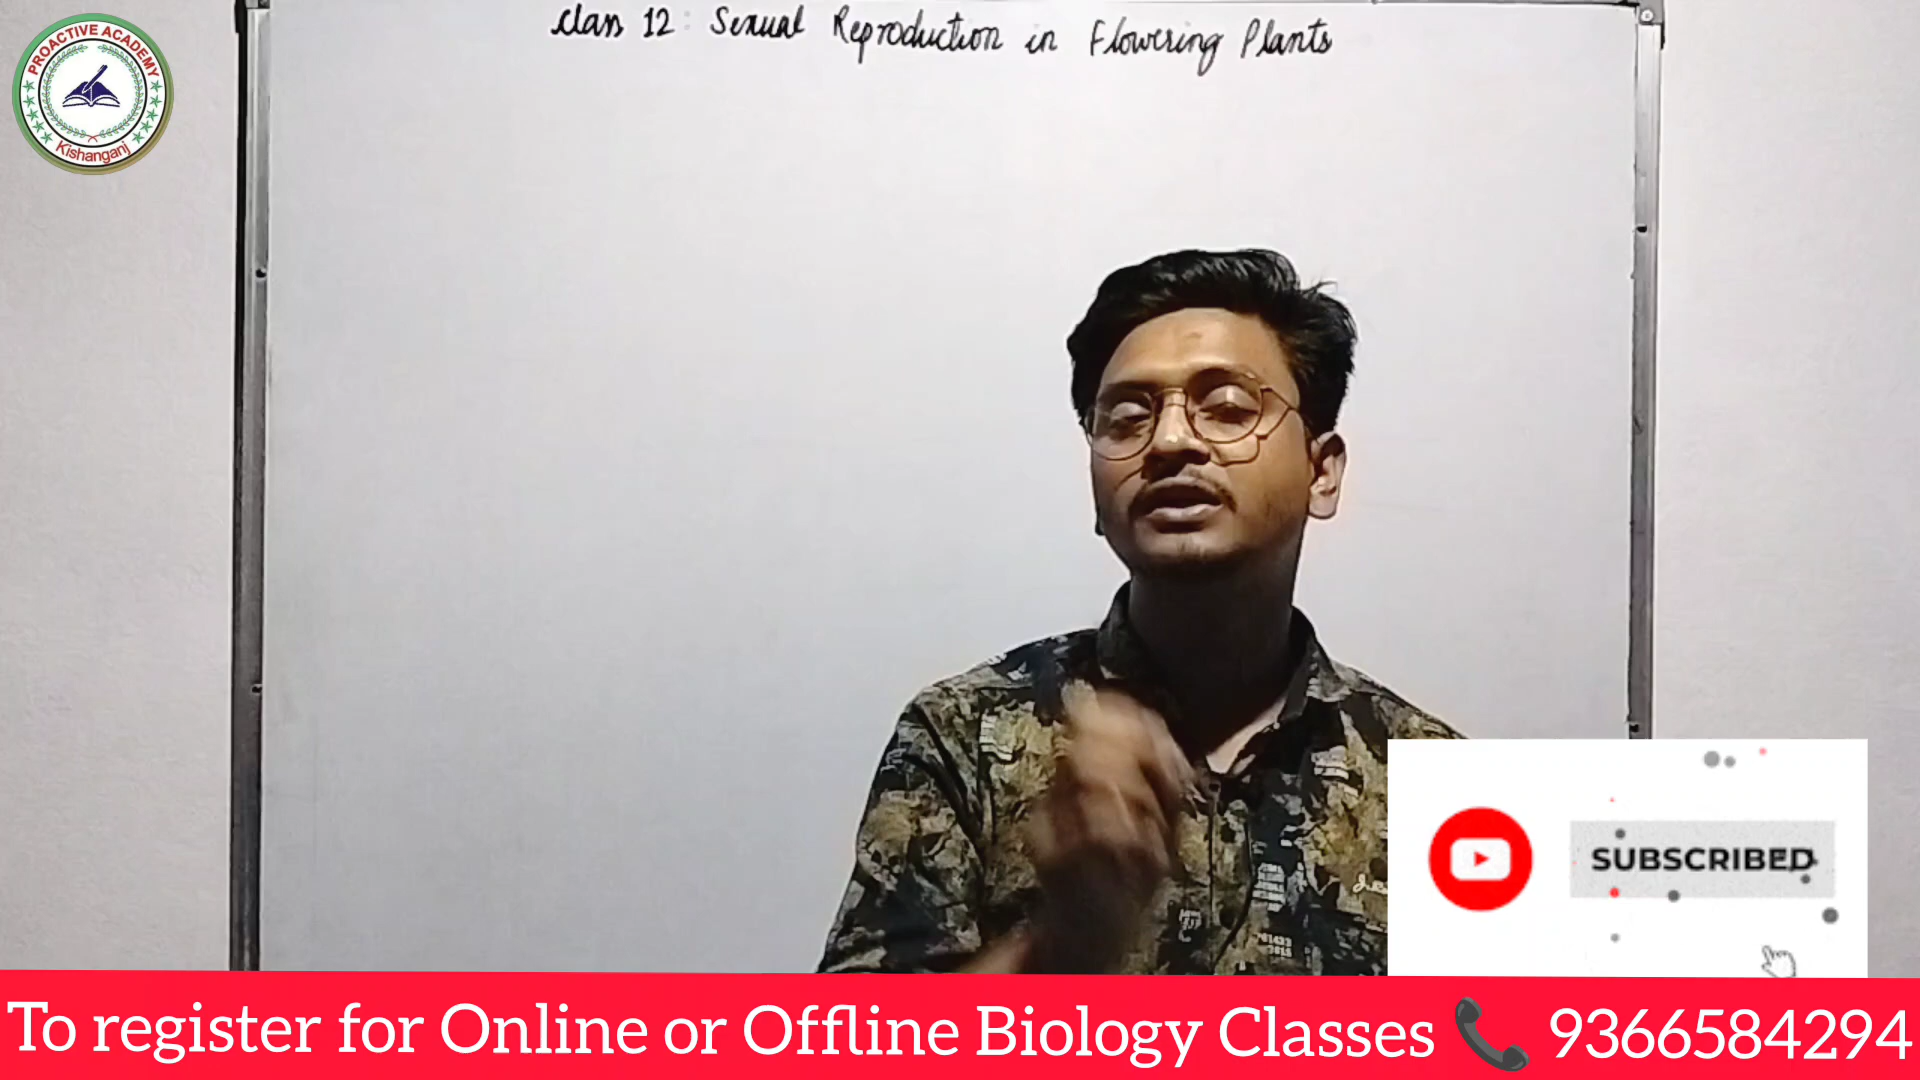 PROACTIVE ACADEMY
Kishanganj
Class 12 : Sexual Reproduction in Flowering Plants
SUBSCRIBED
To register for Online or Offline Biology Classes 📞 9366584294